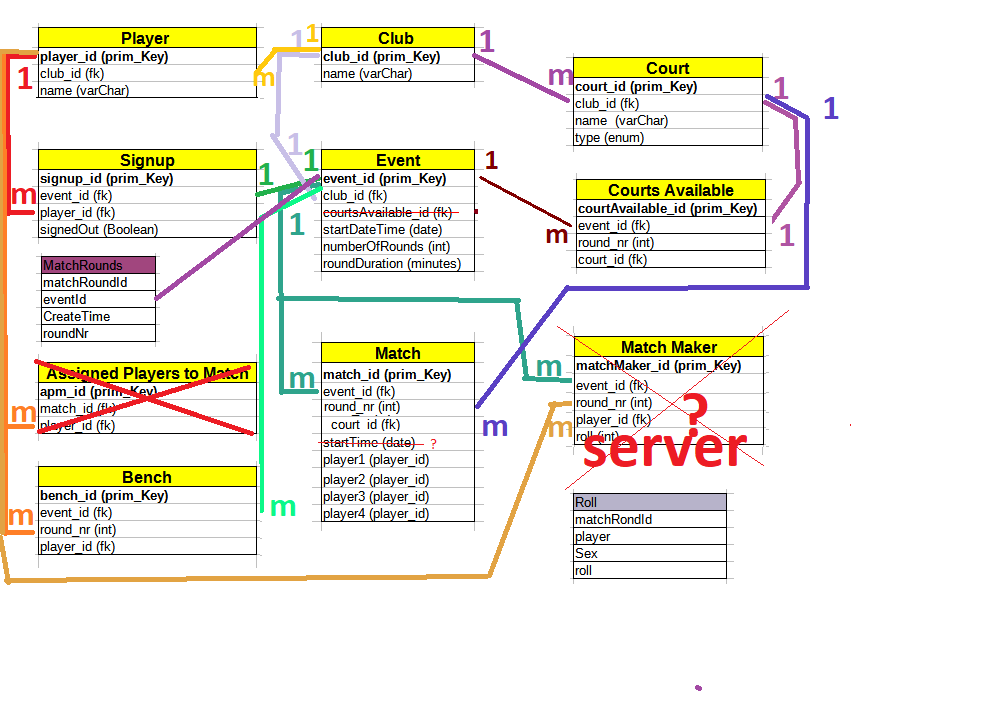 Player
player_id (prim_Key)
club_id (fk)
name (varChar)
1
m
1
1
Club
club_id (prim_Key)
name (varChar)
1
m
Court
court_id (prim_Key)
club_id (fk)
name (varChar)
type (enum)
1
1
Signup
signup_id (prim_Key)
event_id (fk)
player_id (fk)
signedOut (Boolean)
m
1
1
1
1
Event
event_id (prim_Key)
club_id (fk)
courtsAvailable_id (fk)
startDateTime (date)
numberOfRounds (int)
roundDuration (minutes)
1
m
Courts Available
courtAvailable_id (prim_Key)
event_id (fk)
round_nr (int)
court_id (fk)
1
MatchRounds
matchRoundId
eventId
CreateTime
roundNr
Assigned Players to Match
apm_id (prim_Key)
match_id (fk)
player_id (fk)
m
m
Match
match_id (prim_Key)
event_id (fk)
round_nr (int)
court_id (fk)
startTime (date) ?
player1 (player_id)
player2 (player_id)
player3 (player_id)
player4 (player_id)
m
m
m
Match Maker
matchMaker_id (prim_Key)
event_id (fk)
round_nr (int)
player_id (fk)
roll (int)
?
server
Bench
bench_id (prim_Key)
event_id (fk)
round_nr (int)
player_id (fk)
m
m
Roll
matchRondId
player
Sex
roll